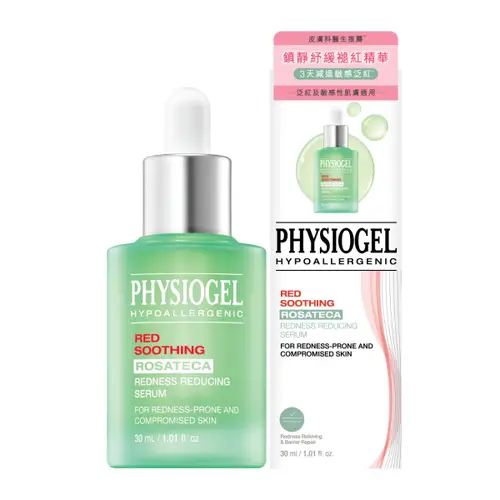 PHYSIOGEL
HYPOALLERGENIC
RED
SOOTHING
ROSATECA
REDNESS REDUCING
SERUM
FOR REDNESS-PRONE AND
COMPROMISED SKIN
30 mL / 1.01 fl. oz.
皮膚科醫生推薦*
鎮靜紓緩褪紅精華
3天減退敏感泛紅
泛紅及敏感性肌膚適用
PHYSIOGEL
RED
SOOTHING
PHYSIOGEL
HYPOALLERGENIC
RED
SOOTHING
ROSATECA
REDNESS REDUCING
SERUM
FOR REDNESS-PRONE AND
COMPROMISED SKIN
Redness Relieving
& Barrier Repair
30 ml / 1.01 fl. oz.